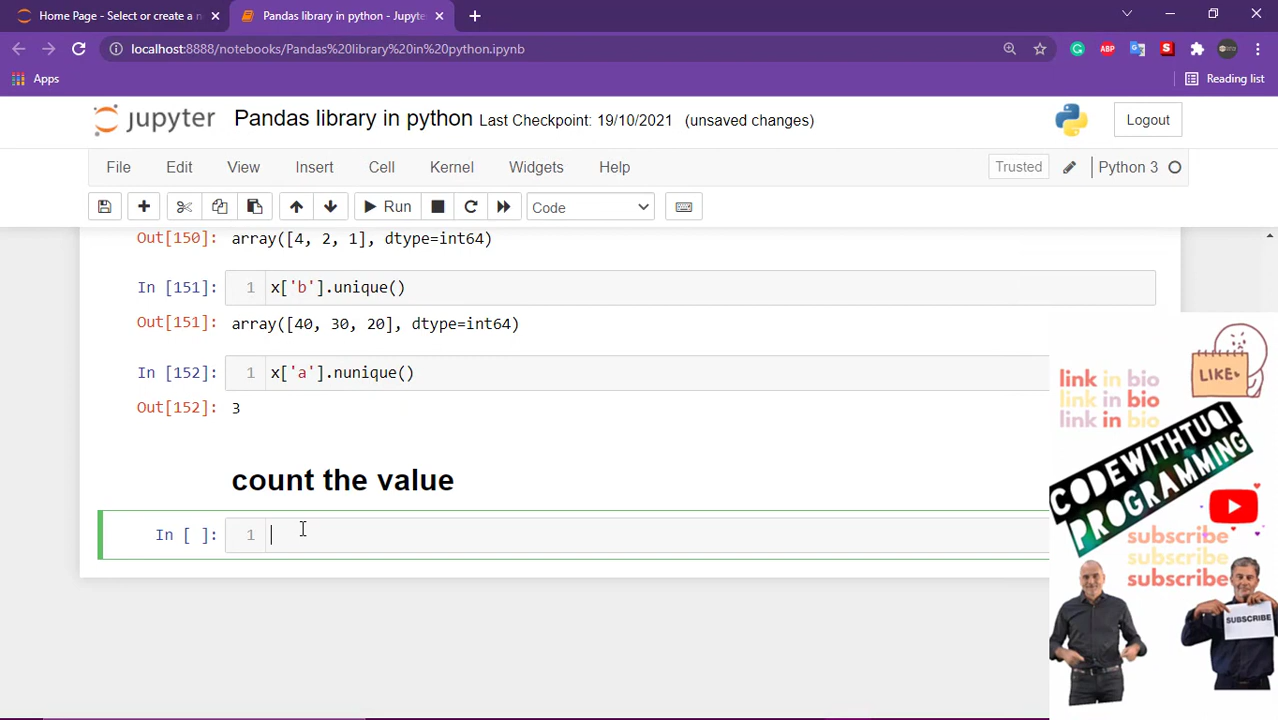 Home Page - Select or create a n
Pandas library in python - Jupyte
localhost:8888/notebooks/Pandas%20library%20in%20python.ipynb
ABP
S
Apps
Reading list
jupyter
Pandas library in python Last Checkpoint: 19/10/2021 (unsaved changes)
Logout
File Edit View Insert Cell Kernel Widgets Help
Trusted
Python 3
Run
Code
Out[150]: array([4, 2, 1], dtype=int64)
In [151]: 1 x['b'].unique()
Out[151]: array([40, 30, 20], dtype=int64)
In [152]: 1 x['a'].nunique()
Out[152]: 3
count the value
In [ ]: 1
LIKE
link in bio
link in bio
link in bio
CODEWITHTUQI
PROGRAMMING
subscribe
subscribe
subscribe
SUBSCRIBE